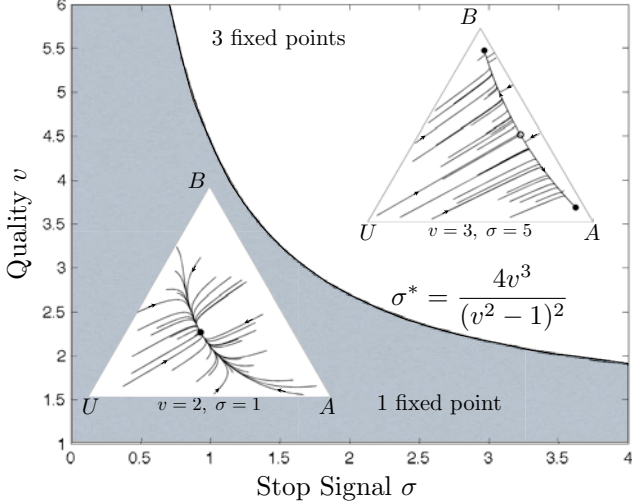 6
5.5
5
4.5
4
3.5
3
2.5
2
1.5
1
Quality v
3 fixed points
B
U
A
v = 3, σ = 5
σ* = 4v³ / (v² − 1)²
B
U
A
v = 2, σ = 1
1 fixed point
0 0.5 1 1.5 2 2.5 3 3.5 4
Stop Signal σ